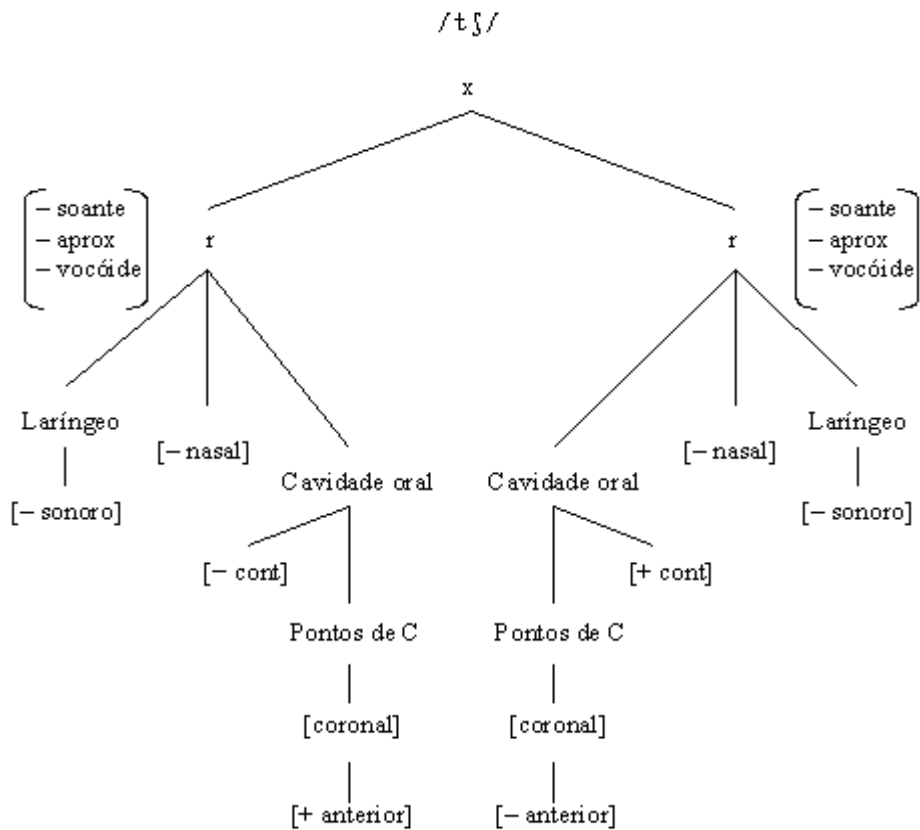 /tʃ/
x
– soante
– aprox
– vocóide
r
r
– soante
– aprox
– vocóide
Laríngeo
[– nasal]
Cavidade oral
Cavidade oral
[– nasal]
Laríngeo
[– sonoro]
[– sonoro]
[– cont]
[+ cont]
Pontos de C
Pontos de C
[coronal]
[coronal]
[+ anterior]
[– anterior]